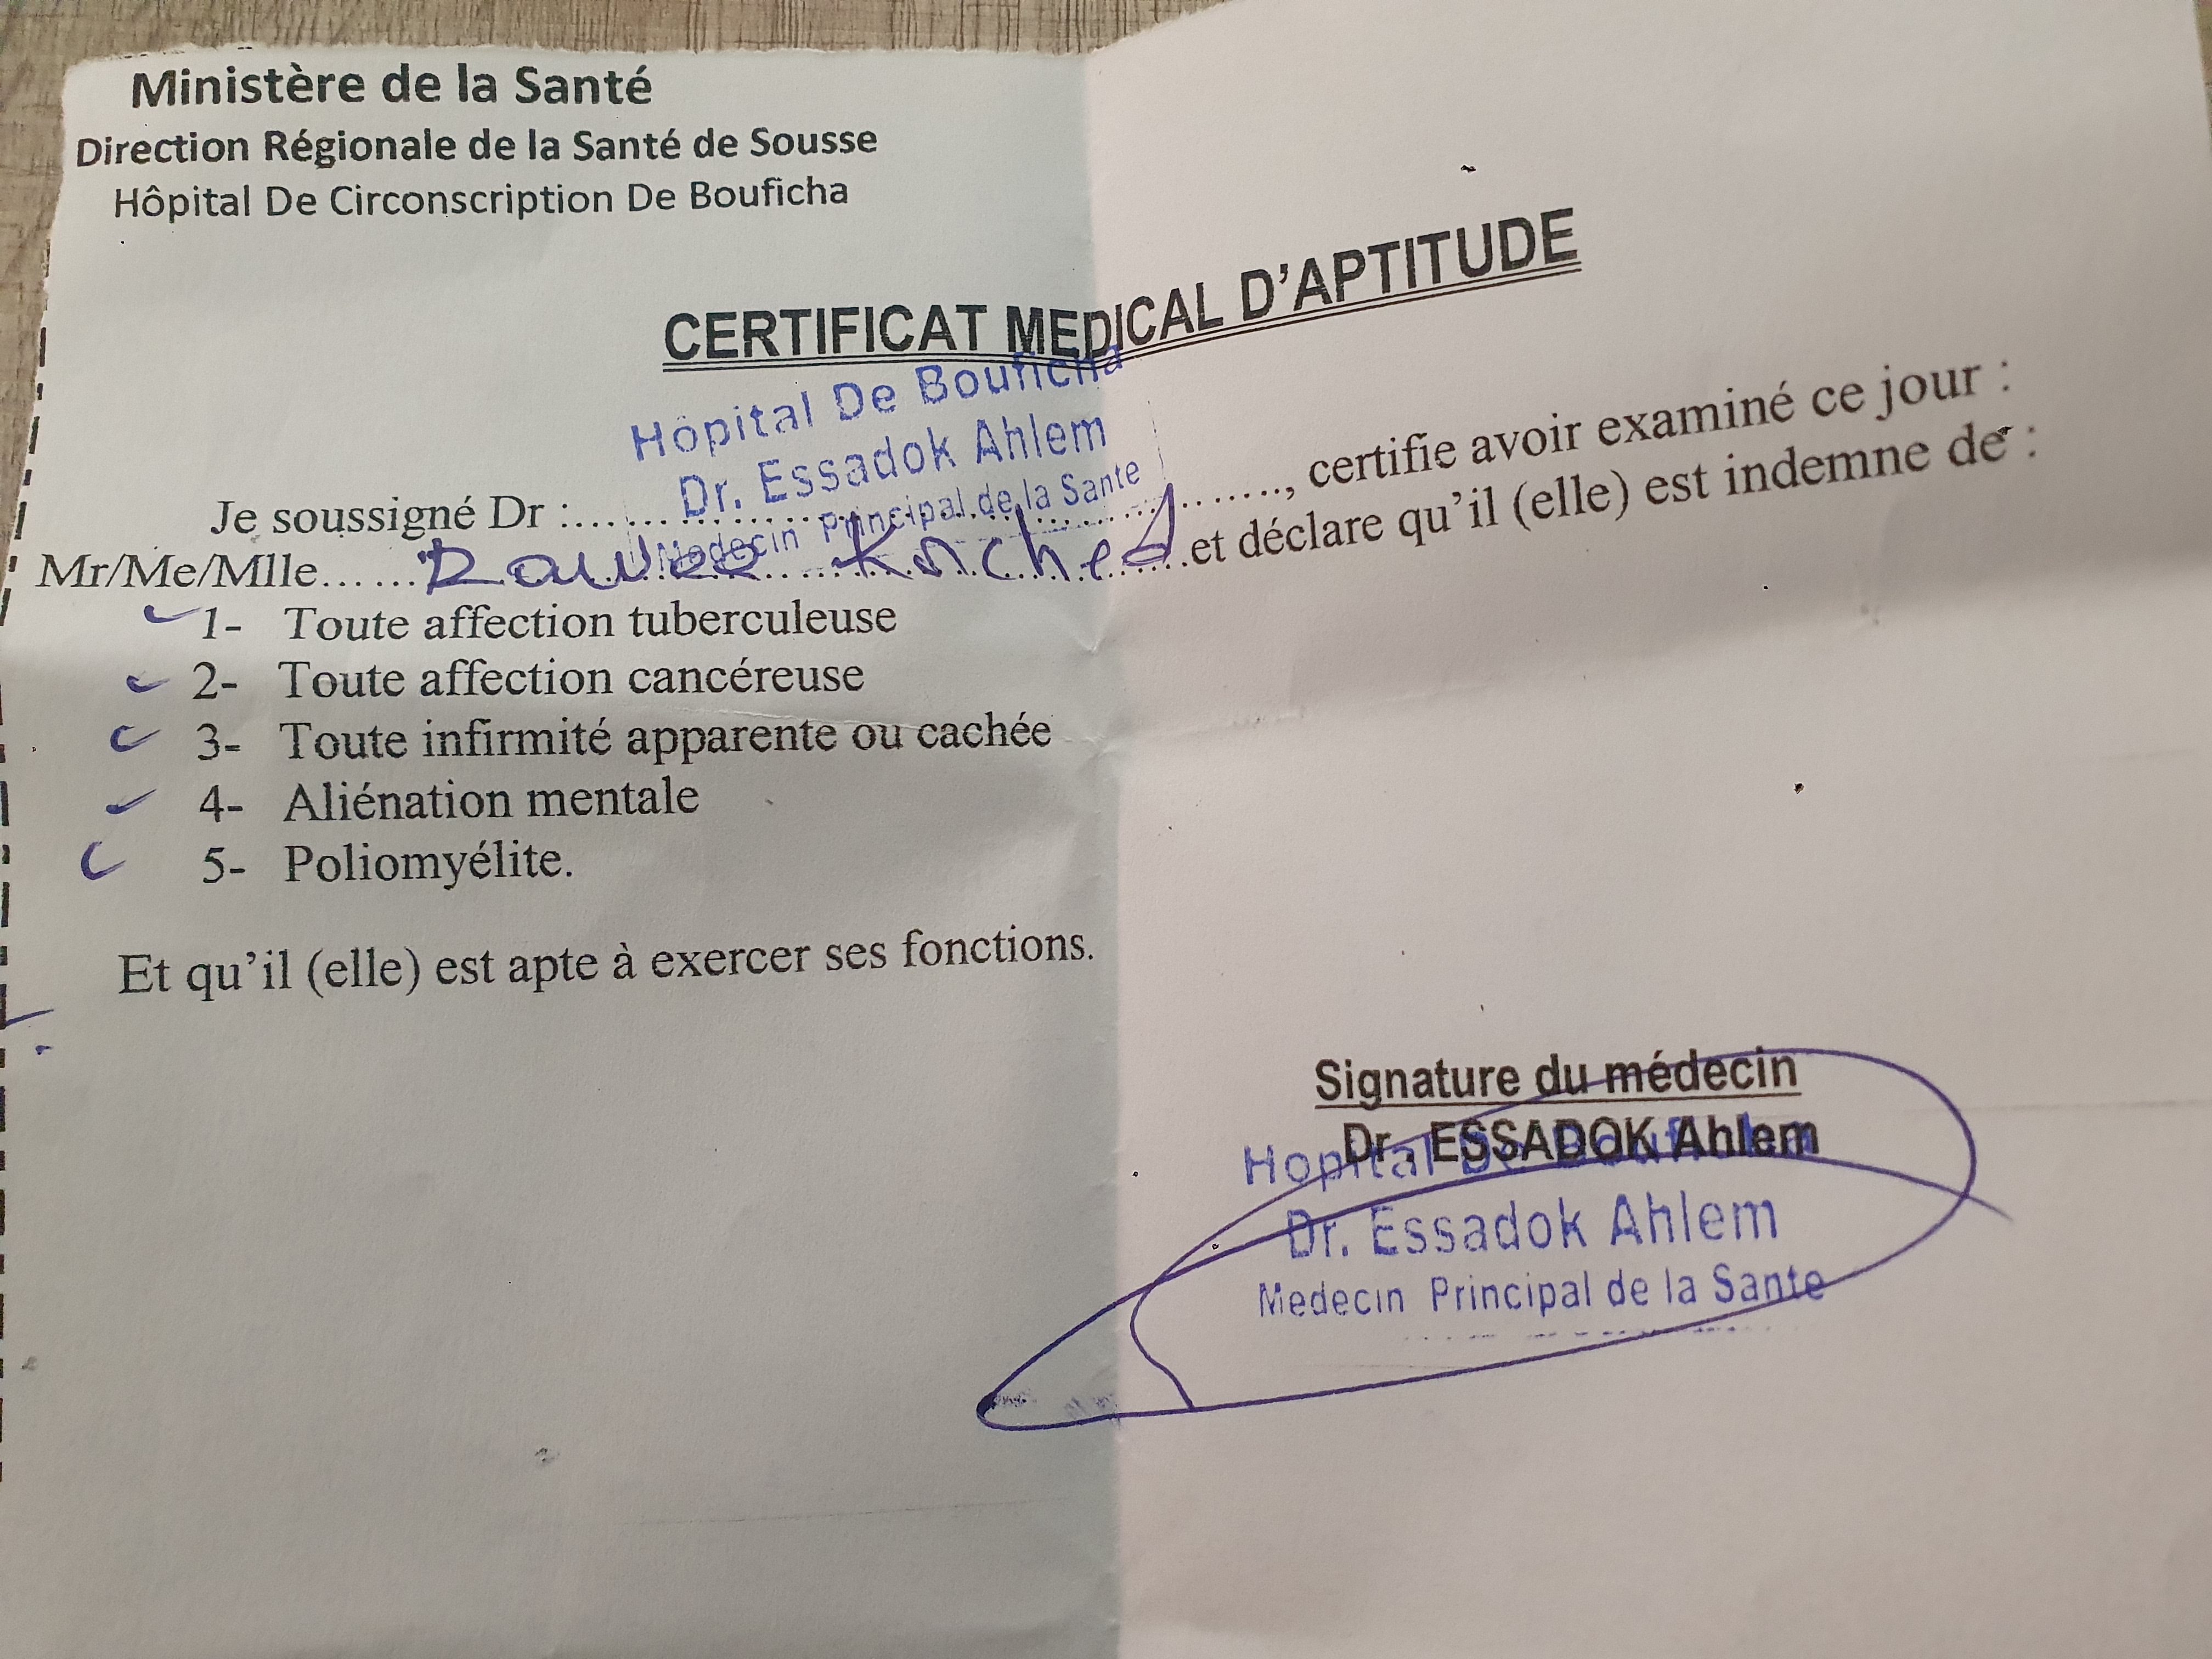 Ministère de la Santé
Direction Régionale de la Santé de Sousse
Hôpital De Circonscription De Bouficha
CERTIFICAT MEDICAL D'APTITUDE
Hôpital De Bouficha
Dr. Essadok Ahlem
Medecin Principal de la Sante
Je soussigné Dr :................., certifie avoir examiné ce jour :
Mr/Me/Mlle.................et déclare qu'il (elle) est indemne de :
1- Toute affection tuberculeuse
2- Toute affection cancéreuse
3- Toute infirmité apparente ou cachée
4- Aliénation mentale
5- Poliomyélite.
Et qu'il (elle) est apte à exercer ses fonctions.
Signature du médecin
Dr . ESSADOK Ahlem
Hopital De Bouficha
Dr. Essadok Ahlem
Medecin Principal de la Sante